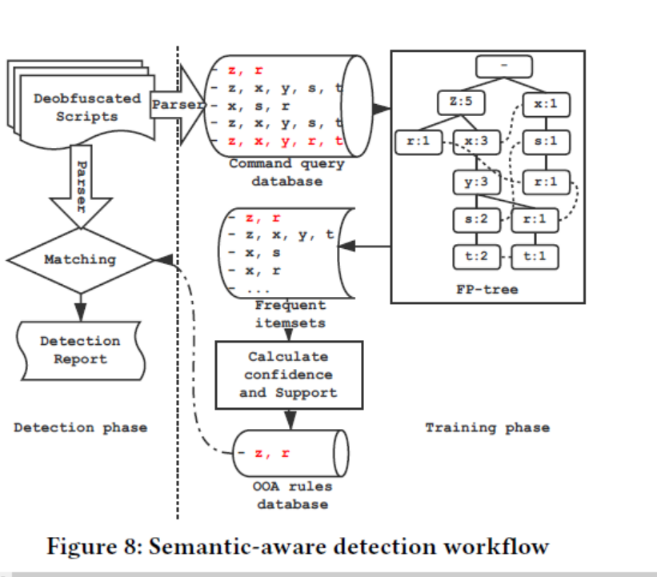 Deobfuscated
Scripts
Parser
Parser
- z, r
- z, x, y, s, t
- x, s, r
- z, x, y, s, t
- z, x, y, r, t
Command query
database
-
Z:5
x:1
r:1
x:3
s:1
y:3
r:1
s:2
r:1
t:2
t:1
FP-tree
- z, r
- z, x, y, t
- x, s
- x, r
- ...
Frequent
itemsets
Matching
Detection
Report
Calculate
confidence
and Support
Detection phase
Training phase
- z, r
OOA rules
database
Figure 8: Semantic-aware detection workflow